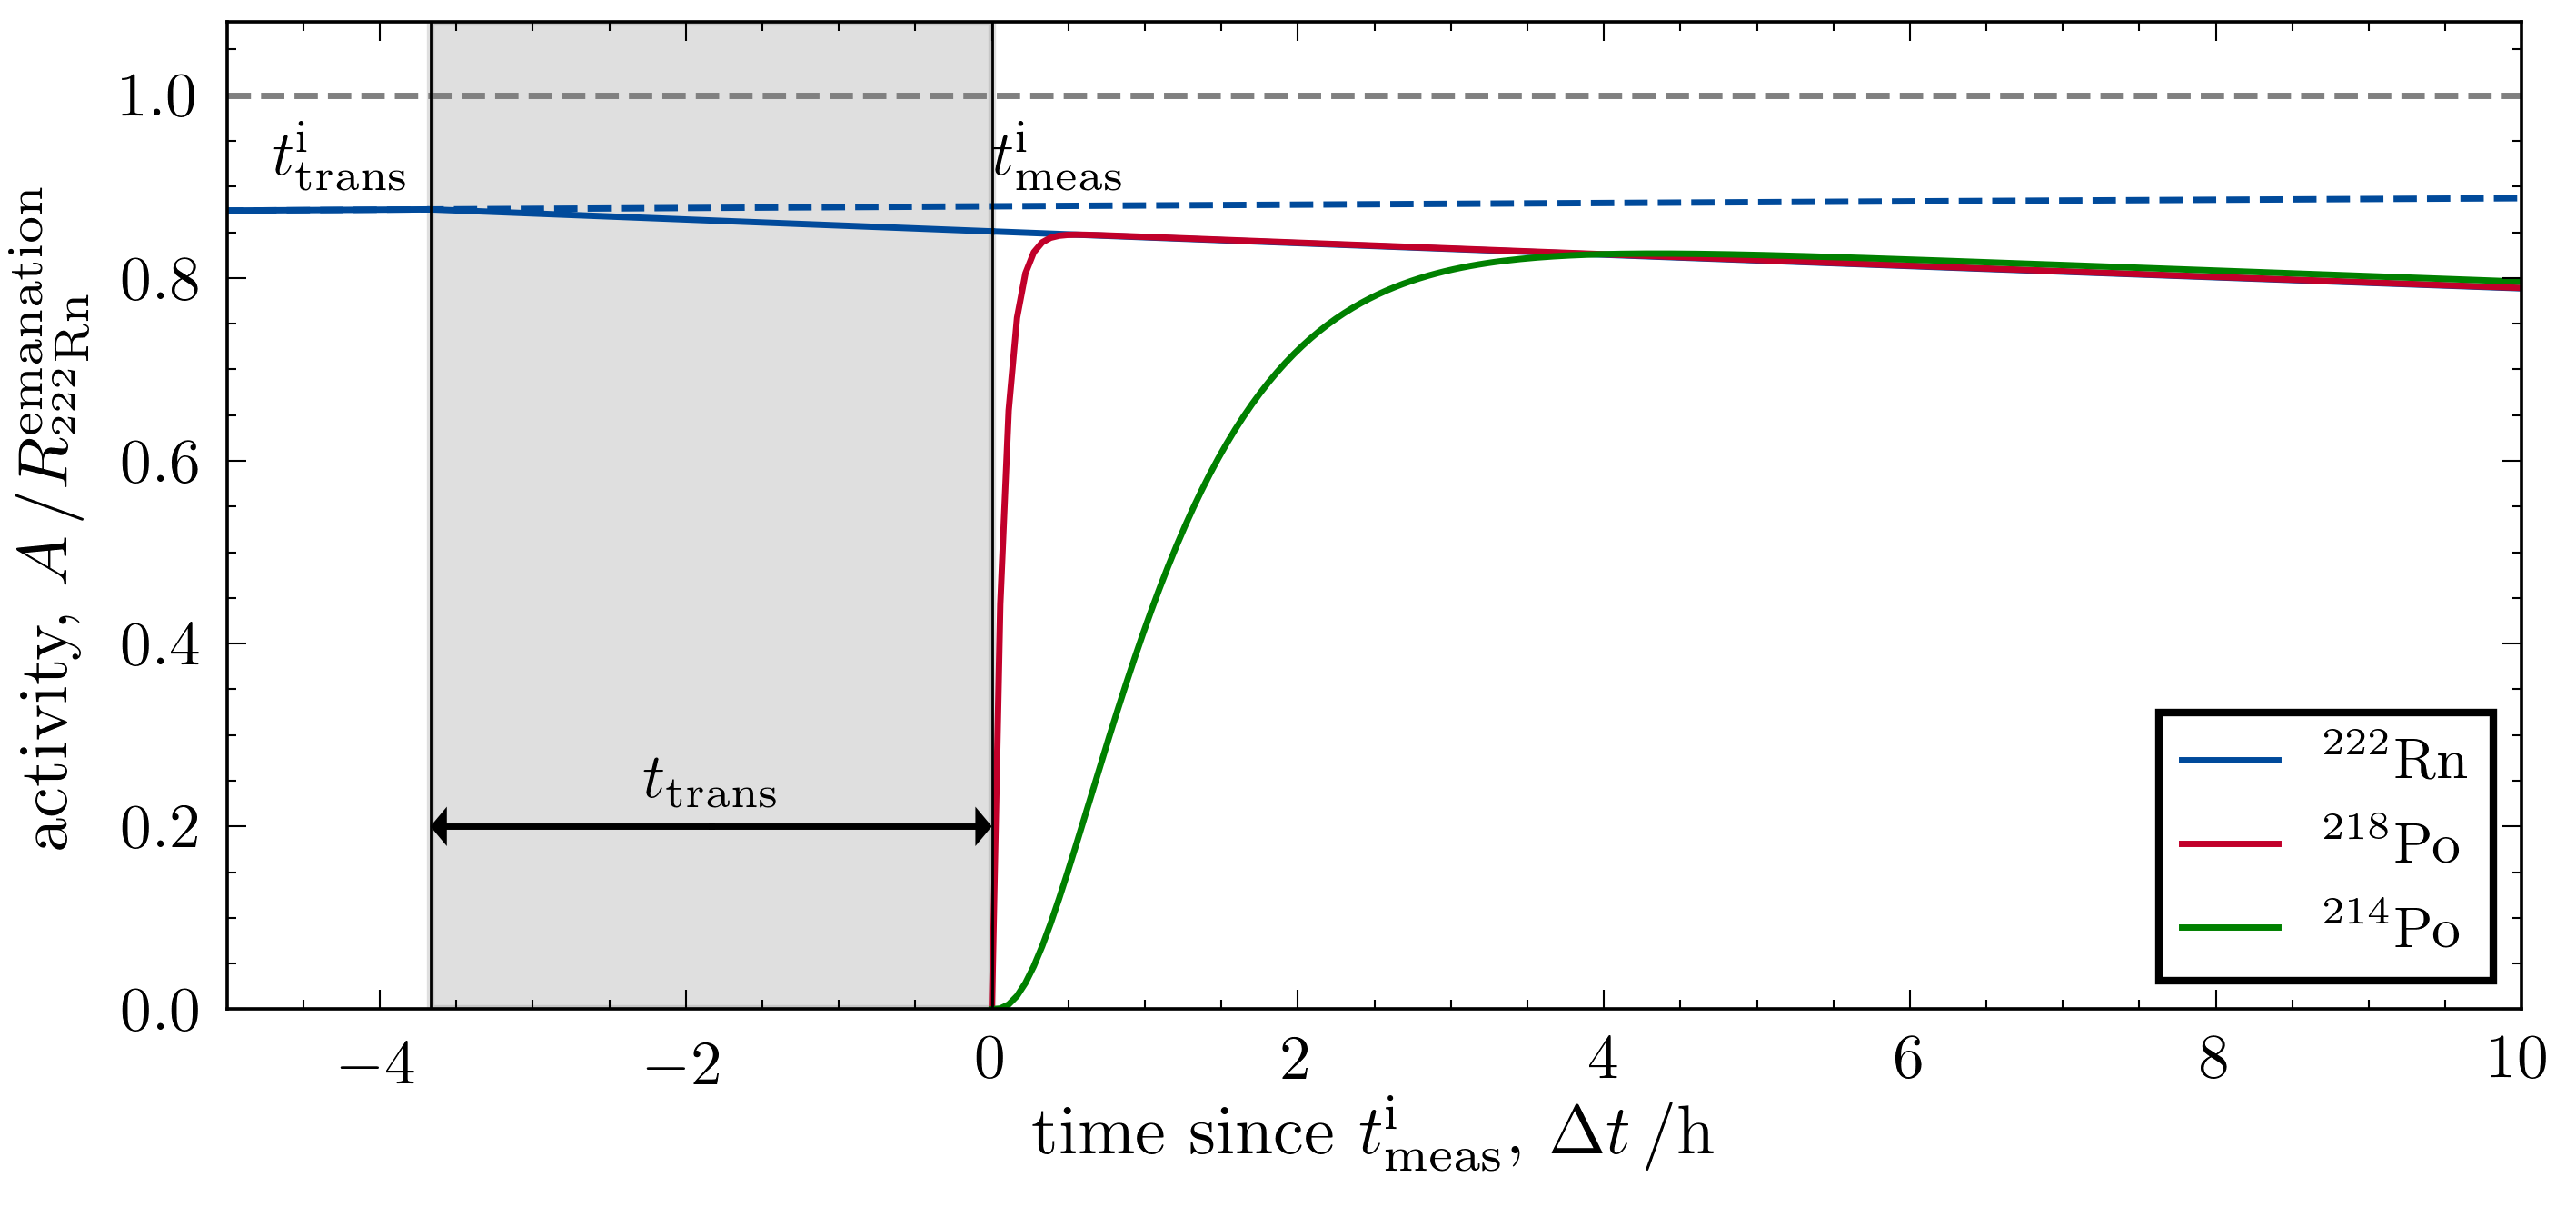 activity, A / R^emanation_222Rn
1.0
0.8
0.6
0.4
0.2
0.0
t^i_trans
t^i_meas
t_trans
^222Rn
^218Po
^214Po
−4 −2 0 2 4 6 8 10
time since t^i_meas, Δt /h